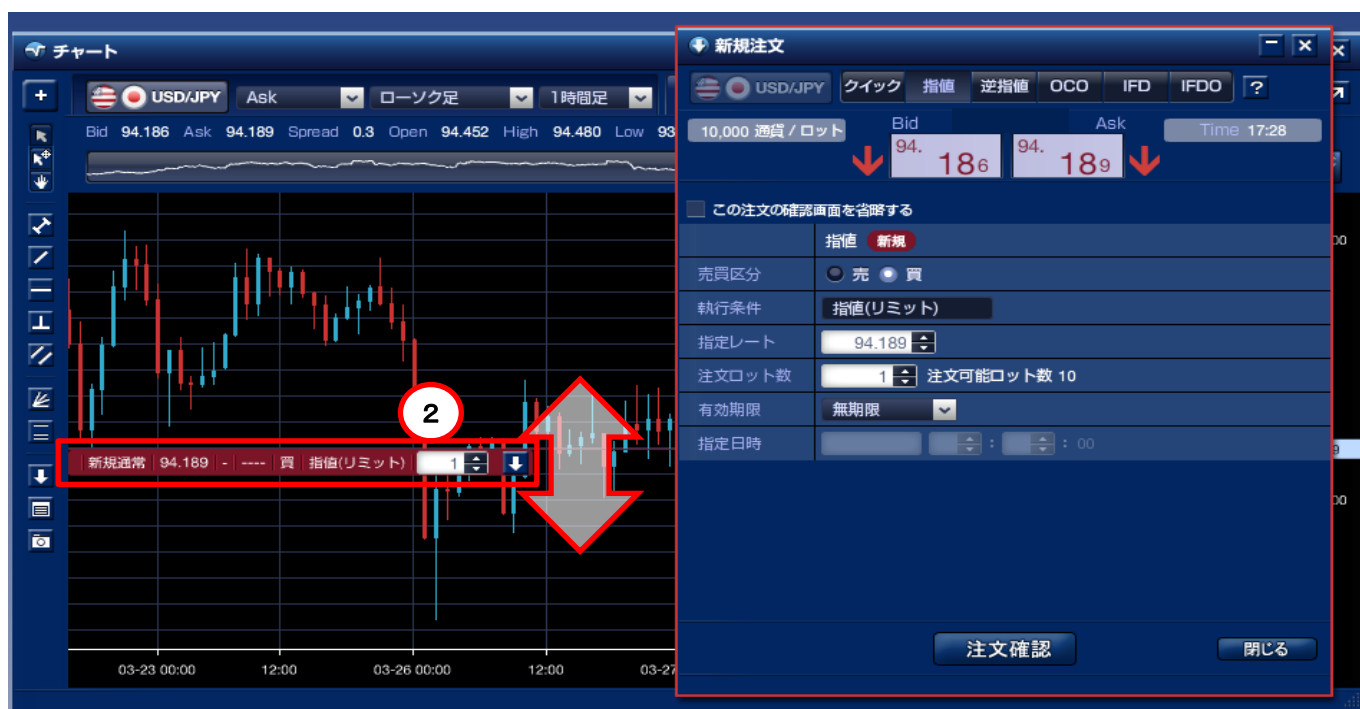 チャート
USD/JPY Ask ローソク足 1時間足
Bid 94.186 Ask 94.189 Spread 0.3 Open 94.452 High 94.480 Low 93
2
新規通常 94.189 - ---- 買 指値(リミット) 1
03-23 00:00 12:00 03-26 00:00 12:00 03-27
新規注文
USD/JPY クイック 指値 逆指値 OCO IFD IFDO ?
10,000 通貨 / ロット Bid 94.186 Ask 94.189 Time 17:28
この注文の確認画面を省略する
指値 新規
売買区分 売 買
執行条件 指値(リミット)
指定レート 94.189
注文ロット数 1 注文可能ロット数 10
有効期限 無期限
指定日時 : : 00
注文確認 閉じる